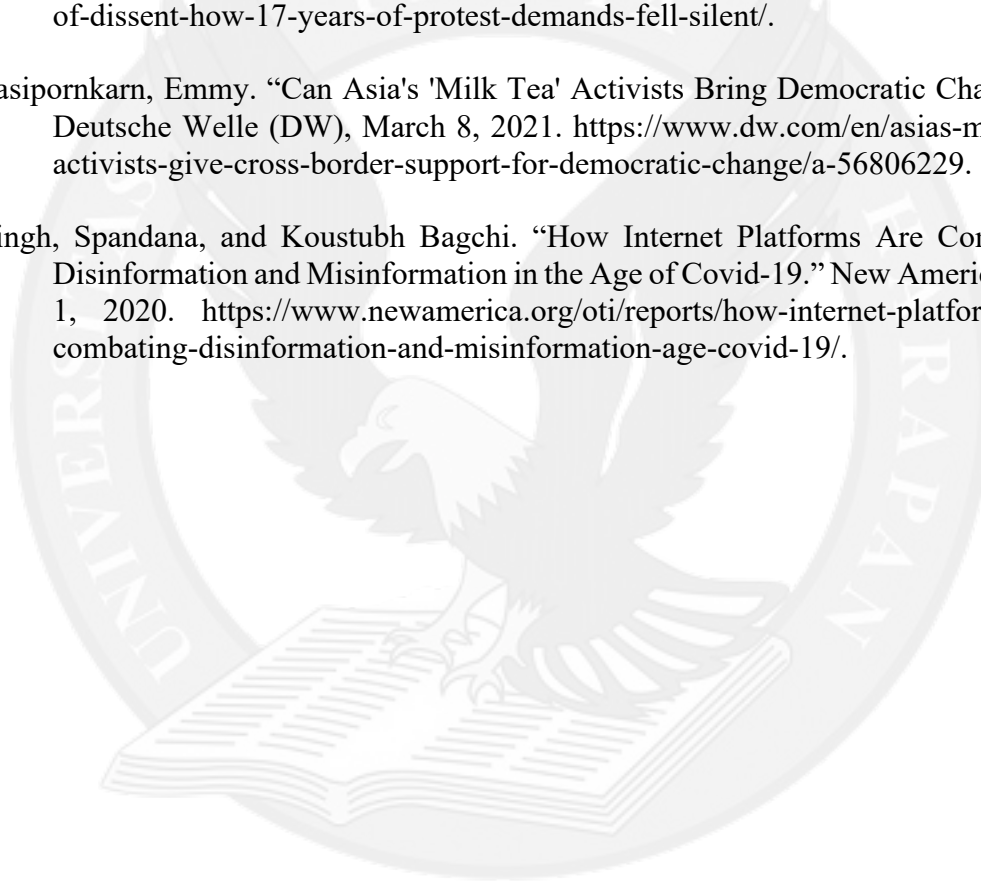 of-dissent-how-17-years-of-protest-demands-fell-silent/.
asipornkarn, Emmy. “Can Asia's 'Milk Tea' Activists Bring Democratic Cha
Deutsche Welle (DW), March 8, 2021. https://www.dw.com/en/asias-m
activists-give-cross-border-support-for-democratic-change/a-56806229.
ingh, Spandana, and Koustubh Bagchi. “How Internet Platforms Are Con
Disinformation and Misinformation in the Age of Covid-19.” New Americ
1, 2020. https://www.newamerica.org/oti/reports/how-internet-platfor
combating-disinformation-and-misinformation-age-covid-19/.
UNIVERSITAS
HARAPAN